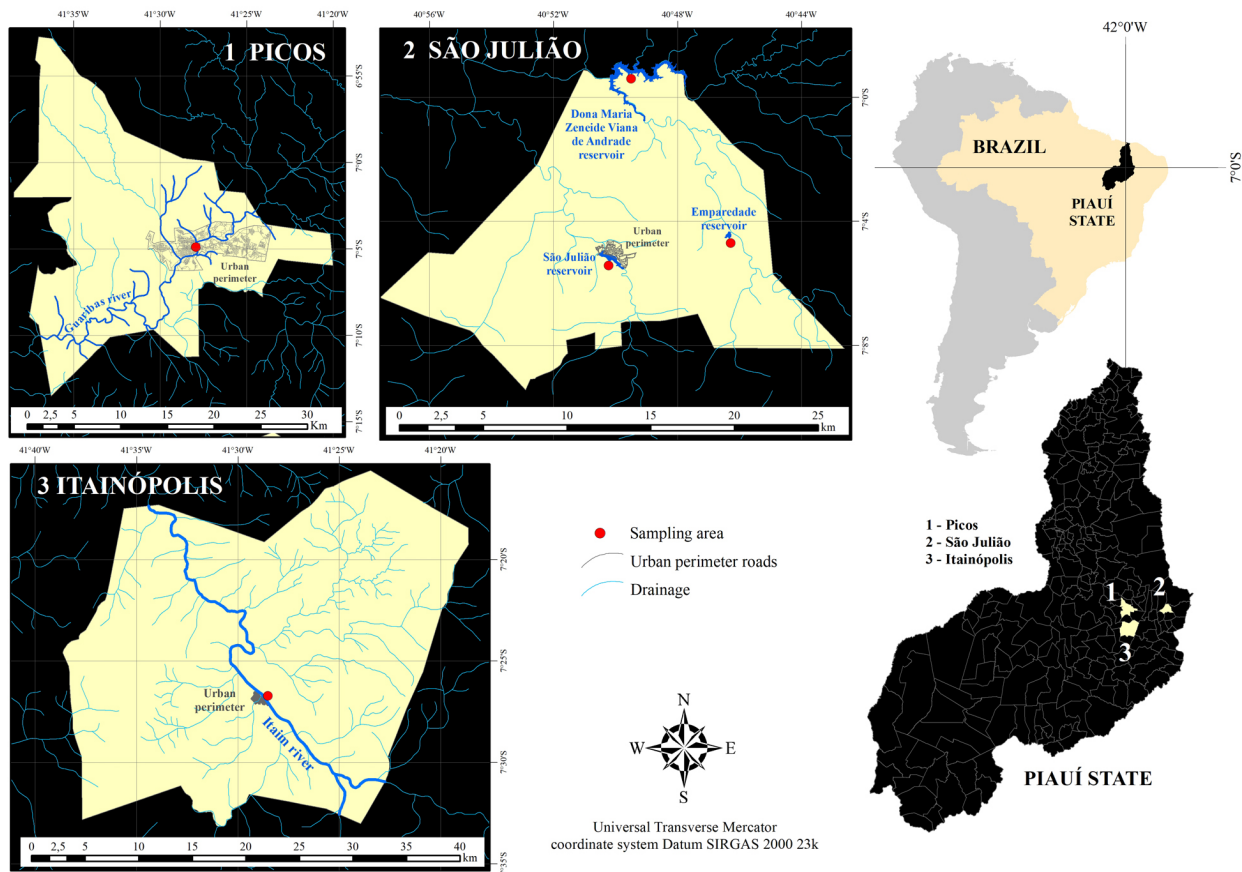 41°35'W 41°30'W 41°25'W 41°20'W
1 PICOS
6°55'S
7°0'S
7°5'S
7°10'S
7°15'S
Urban
perimeter
Guaribas river
0 2,5 5 10 15 20 25 30
Km
40°56'W 40°52'W 40°48'W 40°44'W
2 SÃO JULIÃO
7°0'S
7°4'S
7°8'S
Dona Maria
Zeneide Viana
de Andrade
reservoir
Emparedade
reservoir
Urban
perimeter
São Julião
reservoir
0 2,5 5 10 15 20 25
km
42°0'W
BRAZIL
7°0'S
PIAUÍ
STATE
41°40'W 41°35'W 41°30'W 41°25'W 41°20'W
3 ITAINÓPOLIS
7°20'S
7°25'S
7°30'S
7°35'S
Urban
perimeter
Itaim river
0 2,5 5 10 15 20 25 30 35 40
km
Sampling area
Urban perimeter roads
Drainage
N
W E
S
Universal Transverse Mercator
coordinate system Datum SIRGAS 2000 23k
1 - Picos
2 - São Julião
3 - Itainópolis
1 2
3
PIAUÍ STATE